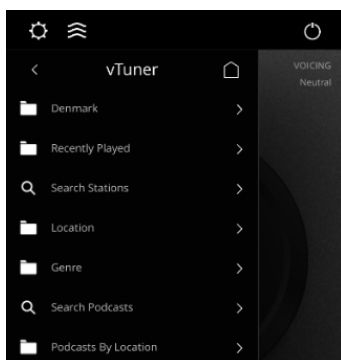 vTuner
VOICING
Neutral
Denmark
Recently Played
Search Stations
Location
Genre
Search Podcasts
Podcasts By Location